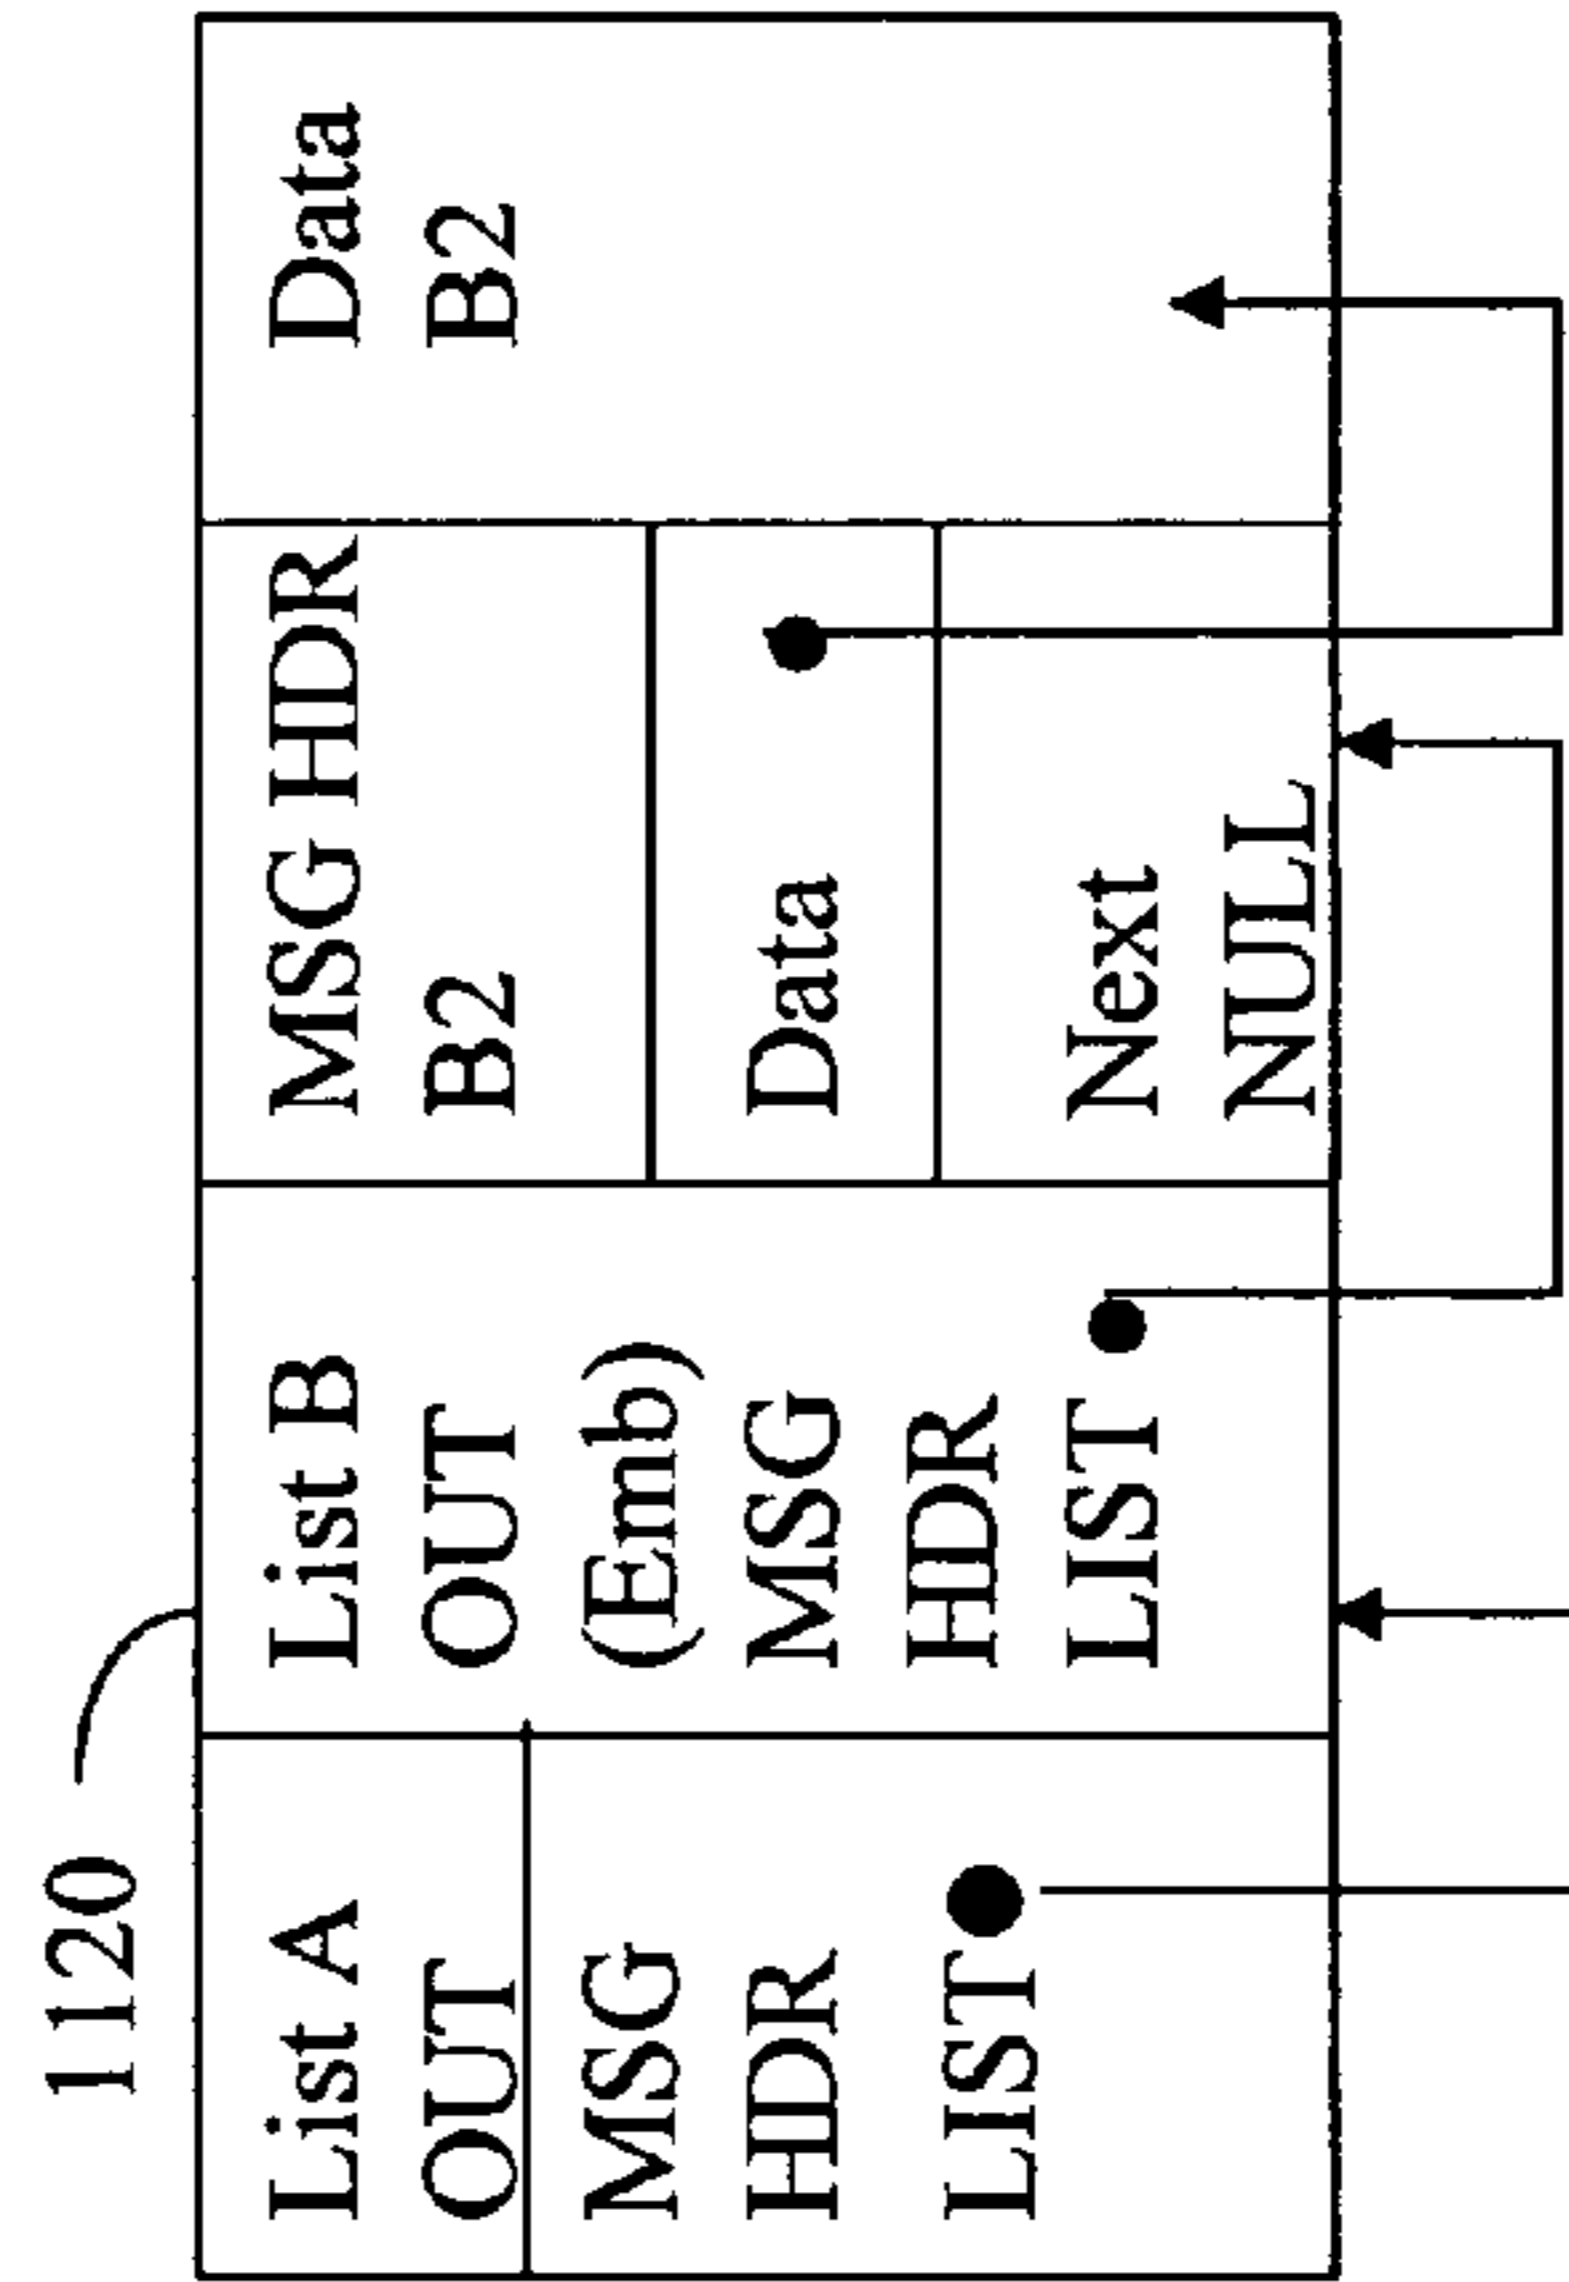 1120
List A
OUT
MSG
HDR
LIST
List B
OUT
(Emb)
MSG
HDR
LIST
MSG HDR
B2
Data
Next
NULL
Data
B2